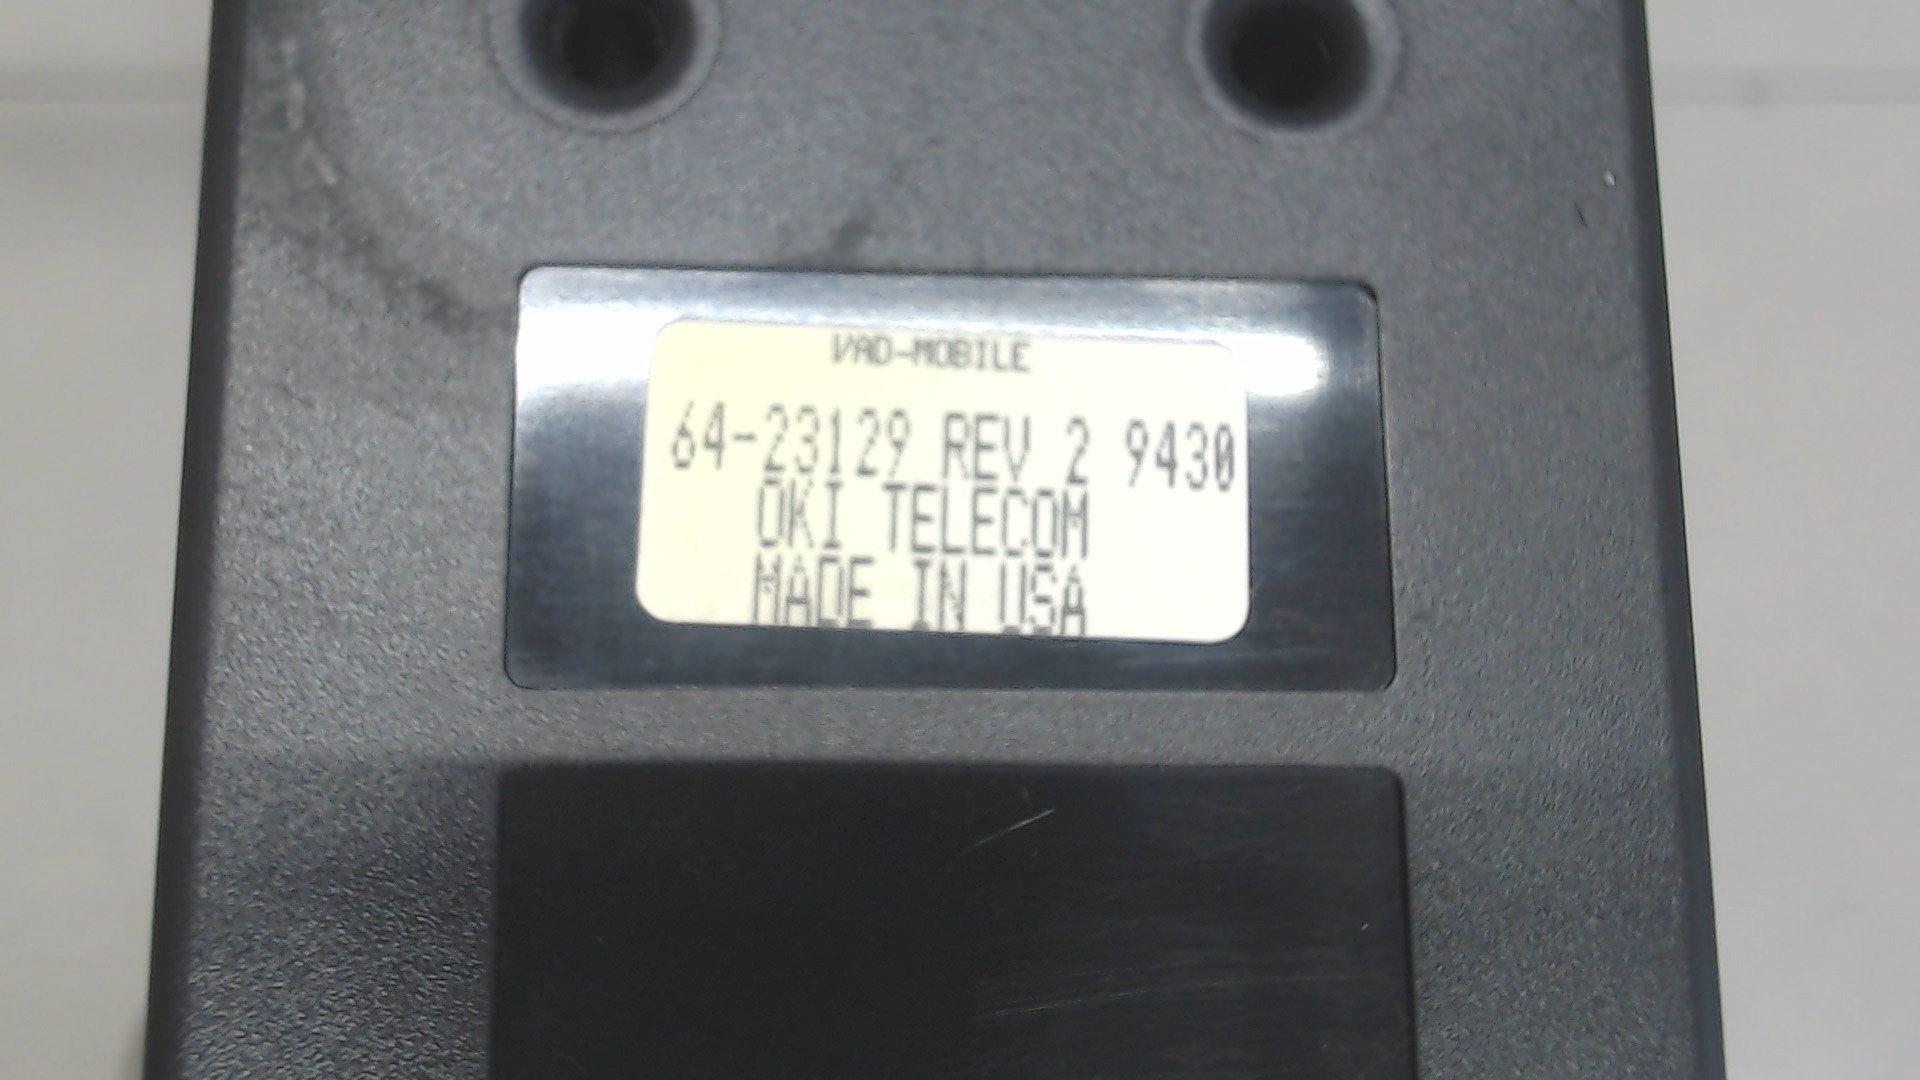 VAD-MOBILE
64-23129 REV 2 9430
OKI TELECOM
MADE IN USA